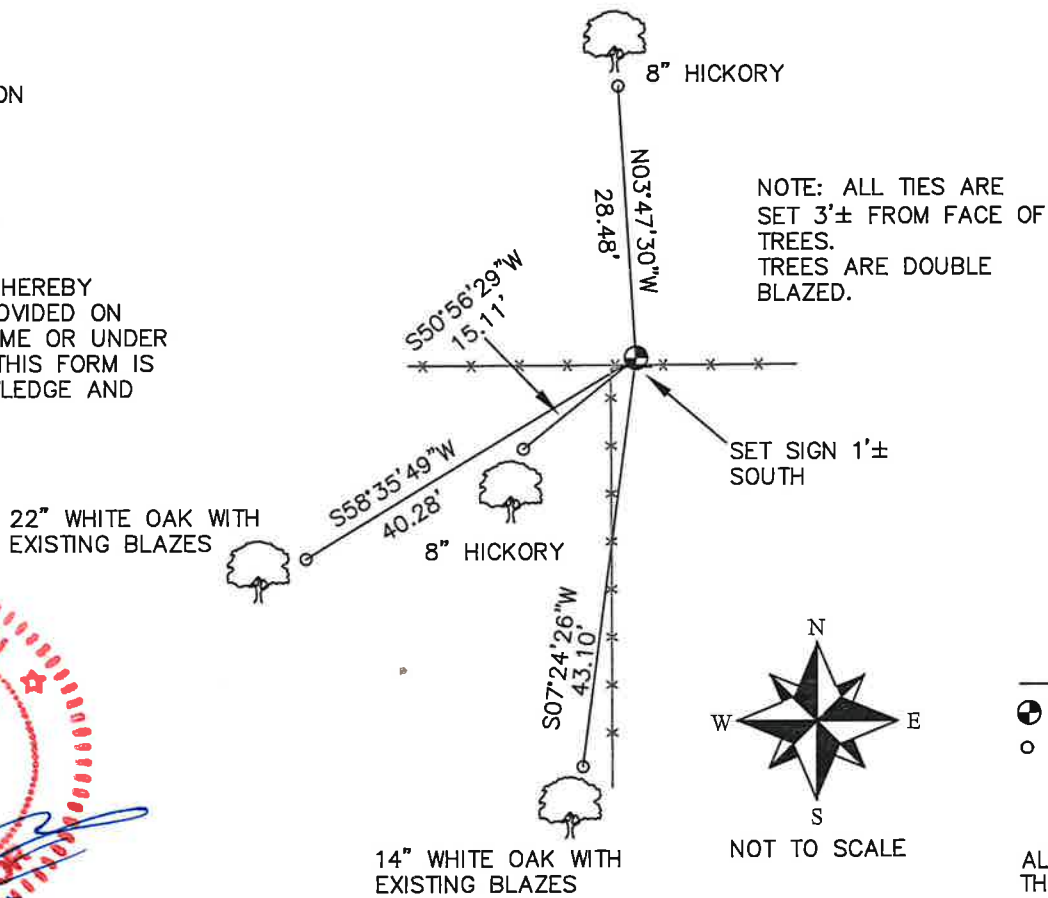 ON
8" HICKORY
NOTE: ALL TIES ARE
SET 3'± FROM FACE OF
TREES.
TREES ARE DOUBLE
BLAZED.
N03°47'30"W
28.48'
HEREBY
OVIDED ON
ME OR UNDER
THIS FORM IS
LEDGE AND
S50°56'29"W
15.11'
SET SIGN 1'±
SOUTH
S58°35'49"W
40.28'
22" WHITE OAK WITH
EXISTING BLAZES
8" HICKORY
S07°24'26"W
43.10'
N
W E
S
NOT TO SCALE
14" WHITE OAK WITH
EXISTING BLAZES
AL
TH